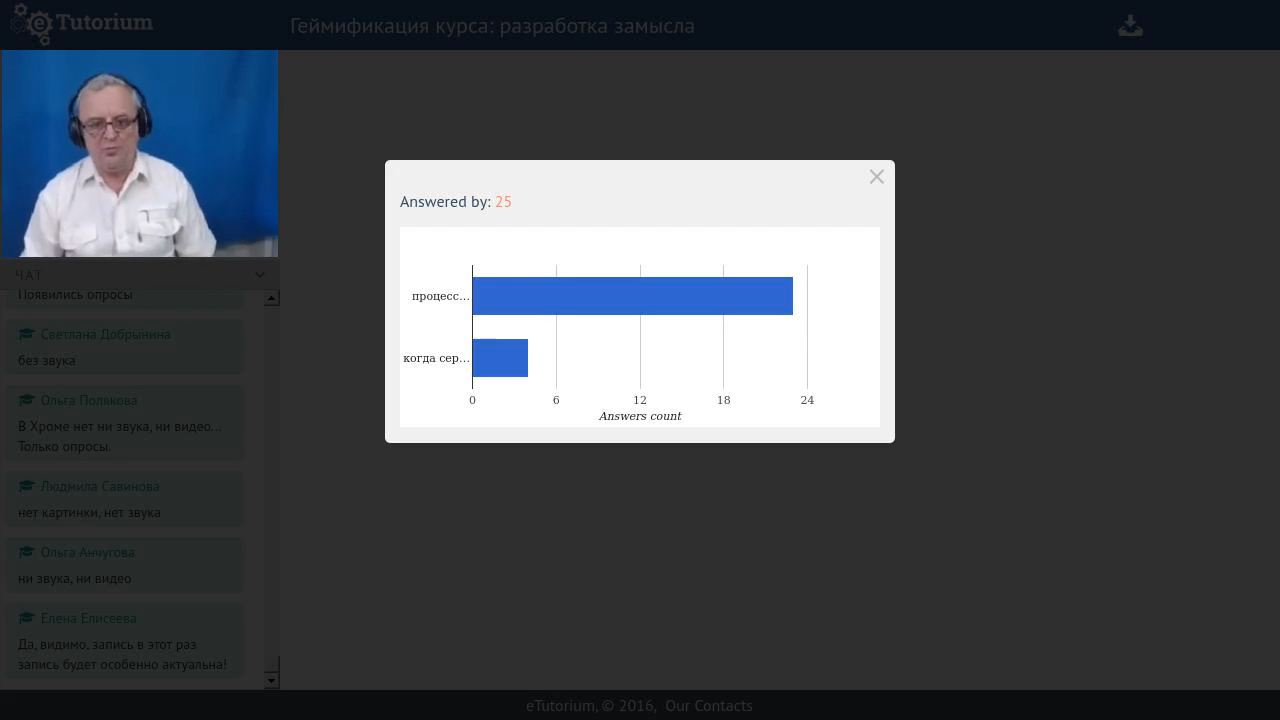 eTutorium
Геймификация курса: разработка замысла
ЧАТ
Появились опросы
Светлана Добрынина
без звука
Ольга Полякова
В Хроме нет ни звука, ни видео...
Только опросы.
Людмила Савинова
нет картинки, нет звука
Ольга Анчугова
ни звука, ни видео
Елена Елисеева
Да, видимо, запись в этот раз
запись будет особенно актуальна!
Answered by: 25
процесс...
когда сер...
0 6 12 18 24
Answers count
eTutorium, © 2016, Our Contacts